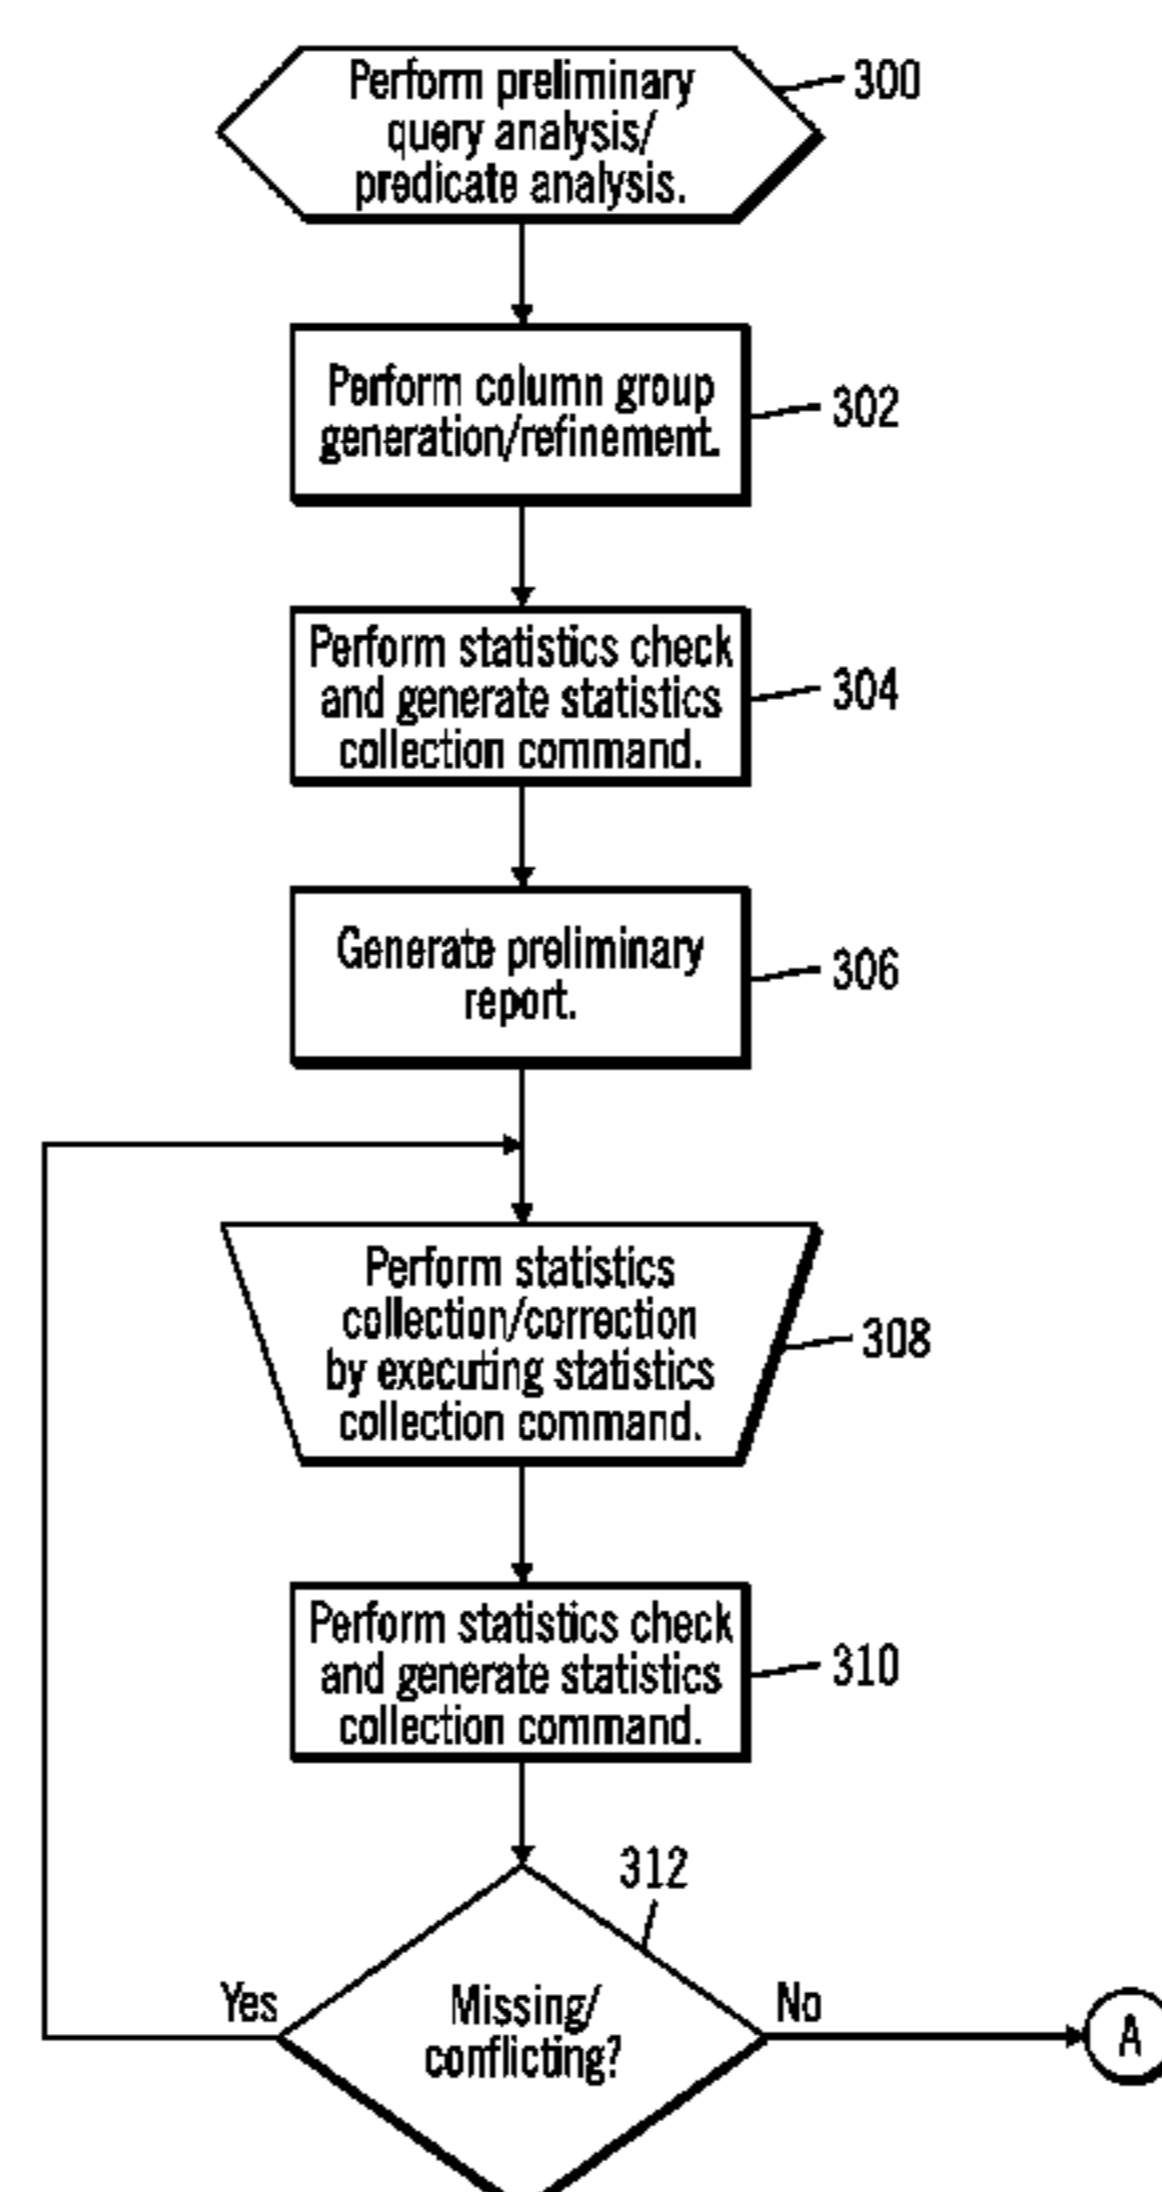 Perform preliminary
query analysis/
predicate analysis.
300
Perform column group
generation/refinement.
302
Perform statistics check
and generate statistics
collection command.
304
Generate preliminary
report.
306
Perform statistics
collection/correction
by executing statistics
collection command.
308
Perform statistics check
and generate statistics
collection command.
310
312
Yes
Missing/
conflicting?
No
A